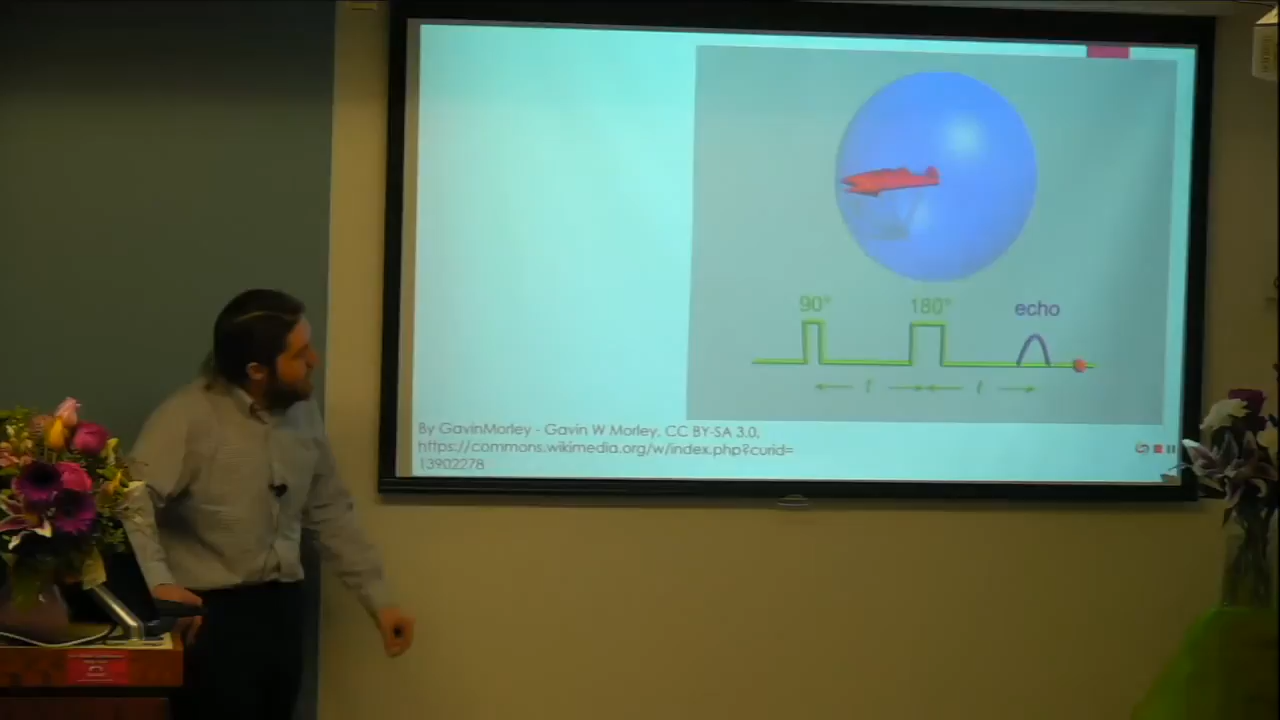 90° 180° echo
t t
By GavinMorley - Gavin W Morley, CC BY-SA 3.0,
https://commons.wikimedia.org/w/index.php?curid=
13902278